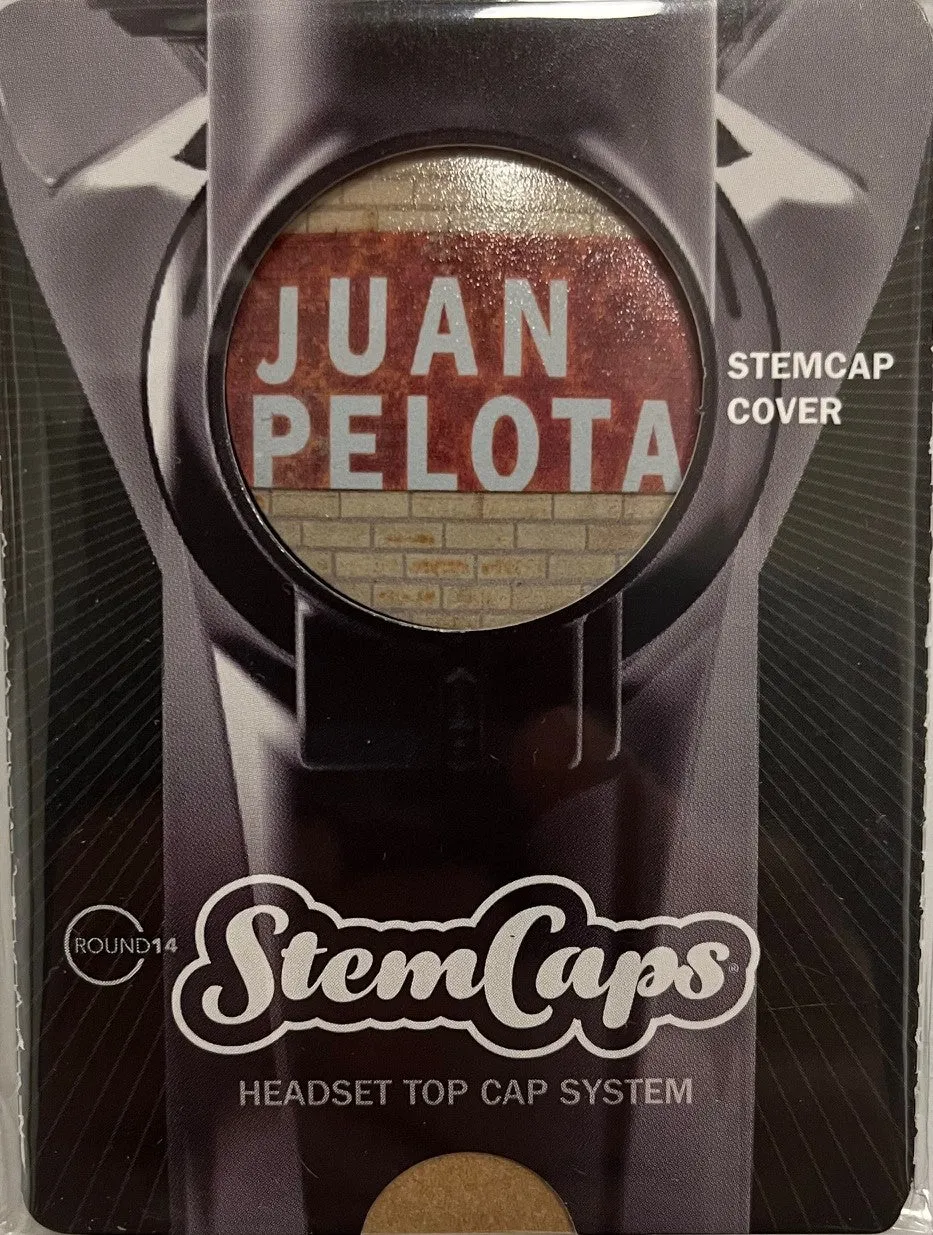 JUAN
PELOTA
STEMCAP
COVER
ROUND14
StemCaps®
HEADSET TOP CAP SYSTEM